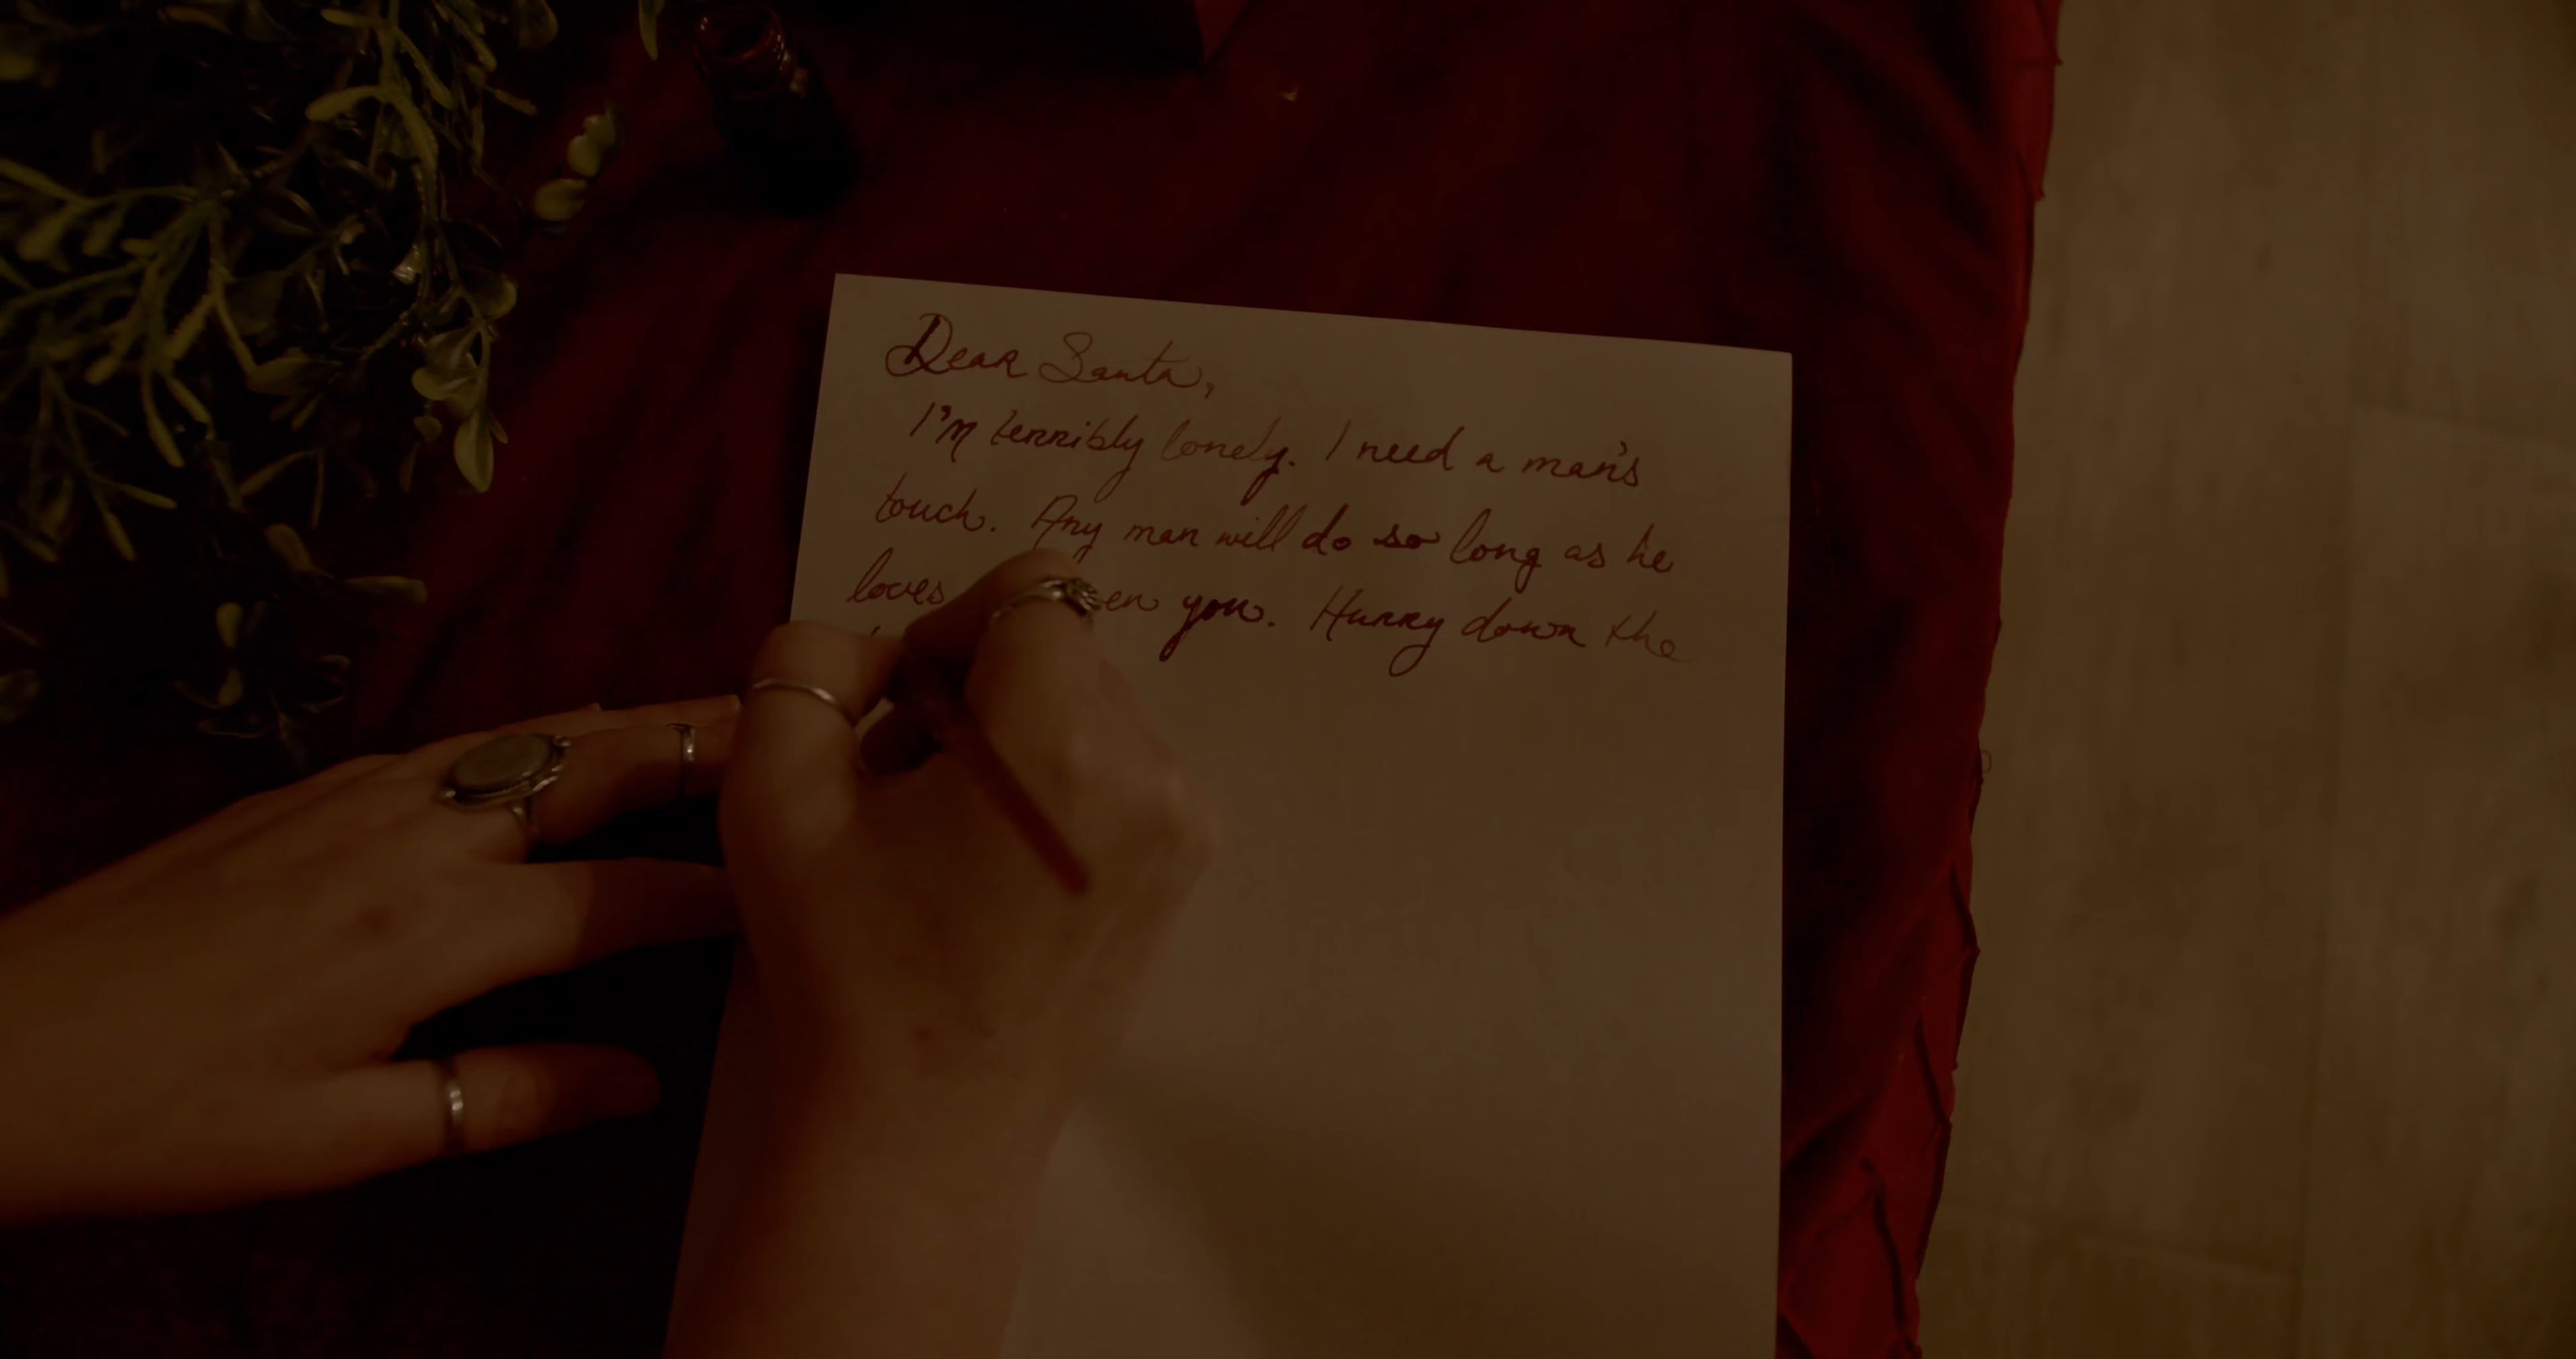 Dear Santa,
I'm terribly lonely. I need a man's
touch. Any man will do so long as he
loves you. Hurry down the